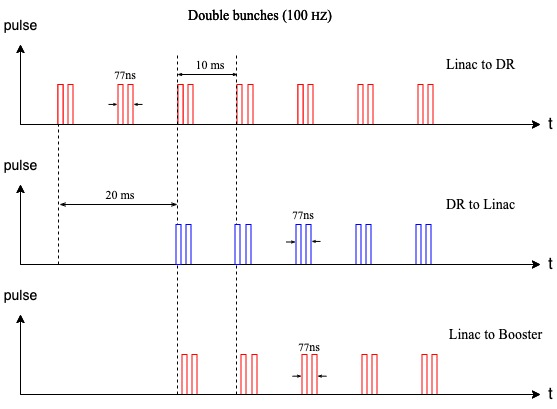 Double bunches (100 HZ)
pulse
10 ms
Linac to DR
77ns
t
pulse
20 ms
DR to Linac
77ns
t
pulse
Linac to Booster
77ns
t